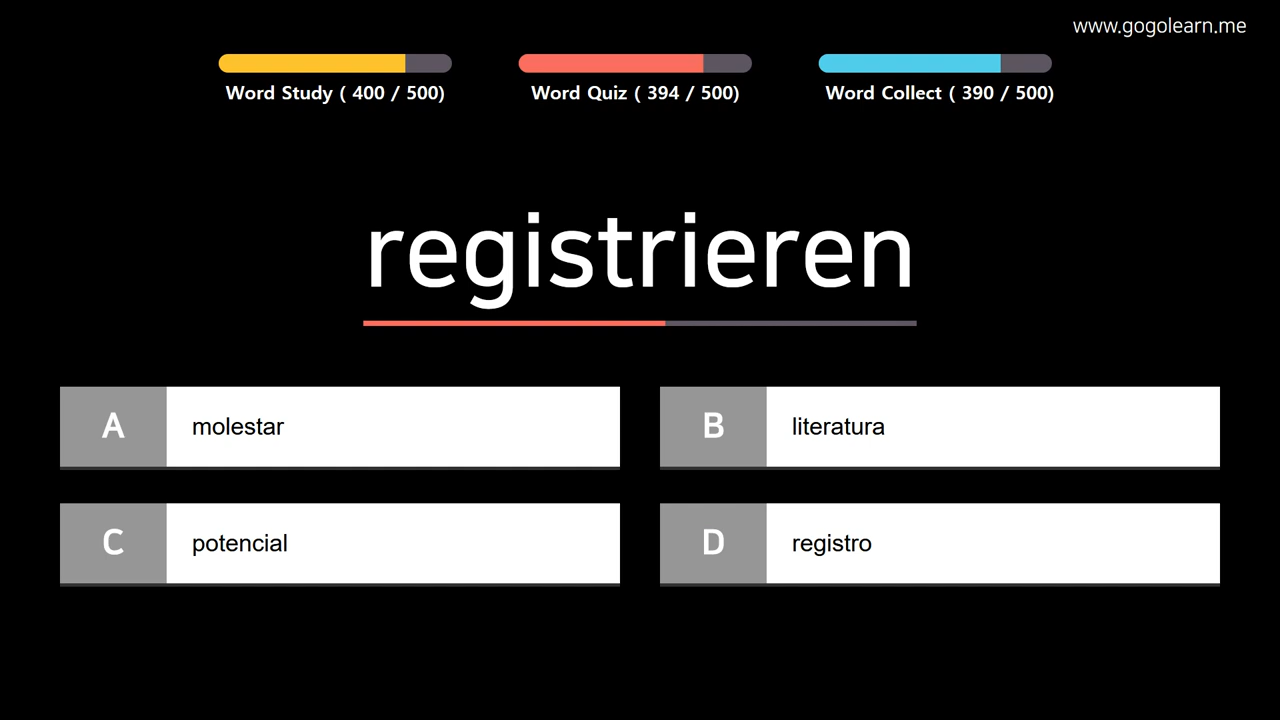 www.gogolearn.me
Word Study ( 400 / 500)
Word Quiz ( 394 / 500)
Word Collect ( 390 / 500)
registrieren
A molestar
B literatura
C potencial
D registro